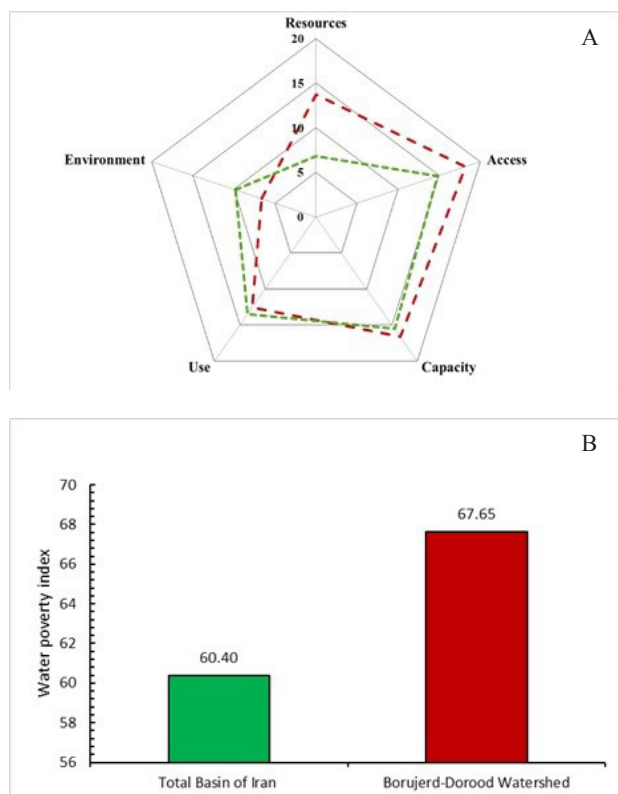 A
Resources
20
15
10
5
0
Environment
Access
Use
Capacity
B
Water poverty index
70
68
66
64
62
60
58
56
60.40
67.65
Total Basin of Iran
Borujerd-Dorood Watershed